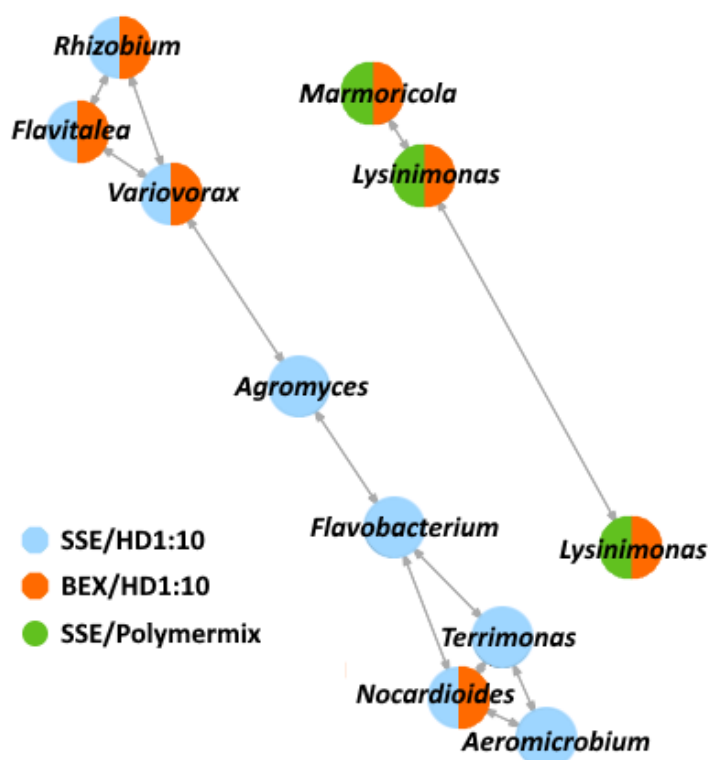 Rhizobium
Marmoricola
Flavitalea
Lysinimonas
Variovorax
Agromyces
Flavobacterium
SSE/HD1:10
Lysinimonas
BEX/HD1:10
SSE/Polymermix
Terrimonas
Nocardioides
Aeromicrobium